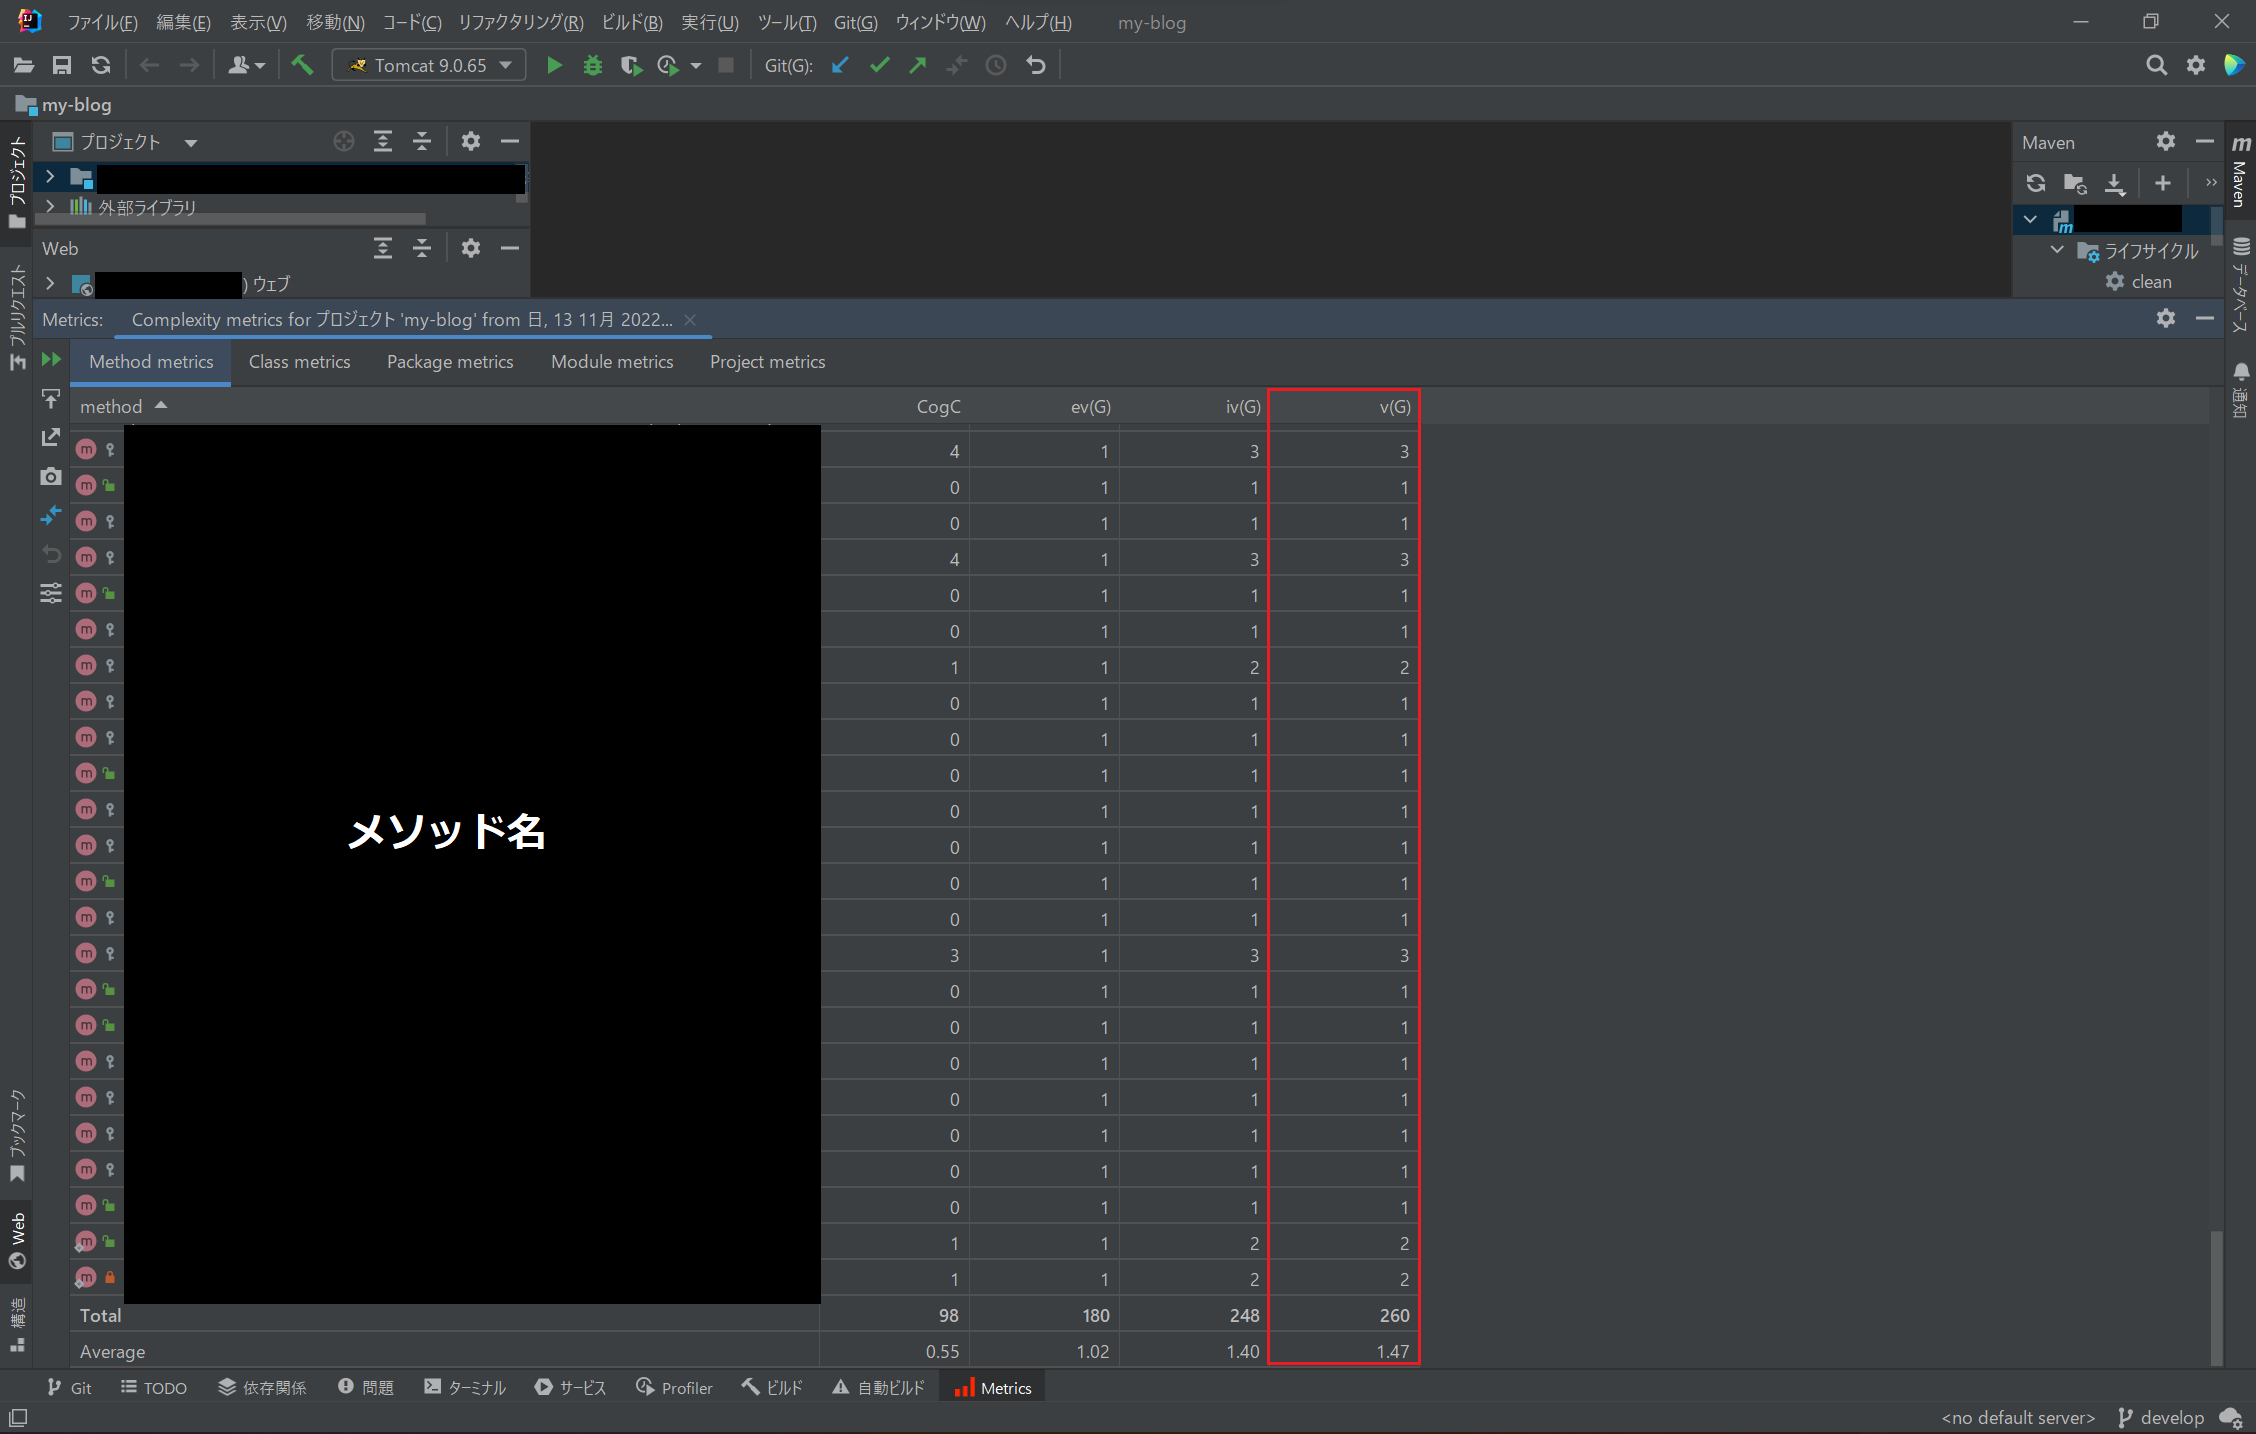 ファイル(F) 編集(E) 表示(V) 移動(N) コード(C) リファクタリング(R) ビルド(B) 実行(U) ツール(T) Git(G) ウィンドウ(W) ヘルプ(H) my-blog
Tomcat 9.0.65 Git(G):
my-blog
プロジェクト
外部ライブラリ
Web
) ウェブ
Maven
ライフサイクル
clean
プロジェクト
プルリクエスト
ブックマーク
Web
構造
Maven
データベース
通知
Metrics: Complexity metrics for プロジェクト 'my-blog' from 日, 13 11月 2022...
Method metrics Class metrics Package metrics Module metrics Project metrics
method CogC ev(G) iv(G) v(G)
m 4 1 3 3
m 0 1 1 1
m 0 1 1 1
m 4 1 3 3
m 0 1 1 1
m 0 1 1 1
m 1 1 2 2
m 0 1 1 1
m 0 1 1 1
m 0 1 1 1
m 0 1 1 1
メソッド名
m 0 1 1 1
m 0 1 1 1
m 0 1 1 1
m 3 1 3 3
m 0 1 1 1
m 0 1 1 1
m 0 1 1 1
m 0 1 1 1
m 0 1 1 1
m 0 1 1 1
m 0 1 1 1
m 1 1 2 2
m 1 1 2 2
Total 98 180 248 260
Average 0.55 1.02 1.40 1.47
Git TODO 依存関係 問題 ターミナル サービス Profiler ビルド 自動ビルド Metrics
<no default server> develop